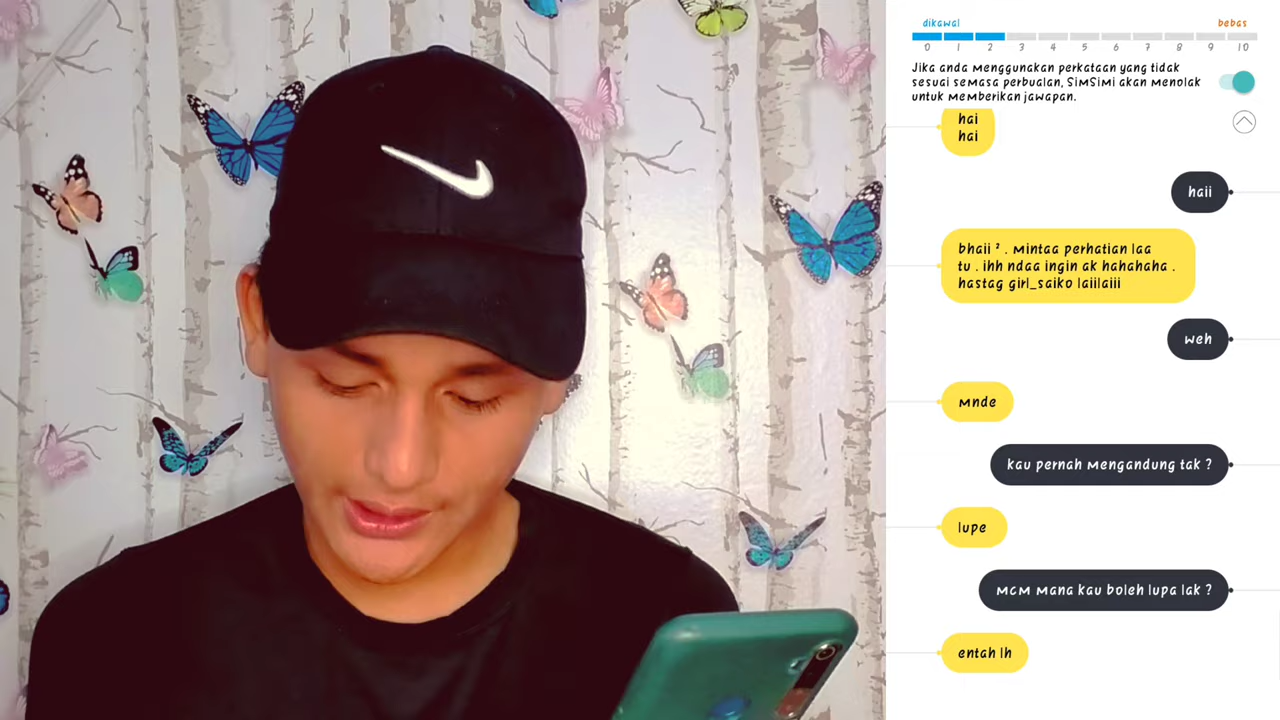 dikawal
bebas
0 1 2 3 4 5 6 7 8 9 10
Jika anda menggunakan perkataan yang tidak
sesuai semasa perbualan, SimSimi akan menolak
untuk memberikan jawapan.
hai
hai
haii
bhaii ² . mintaa perhatian laa
tu . ihh ndaa ingin ak hahahaha .
hastag girl_saiko laiilaiii
weh
mnde
kau pernah mengandung tak ?
lupe
mcm mana kau boleh lupa lak ?
entah lh